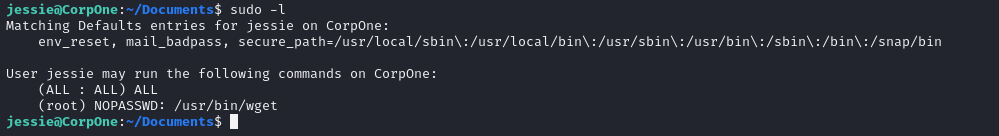 jessie@CorpOne:~/Documents$ sudo -l
Matching Defaults entries for jessie on CorpOne:
    env_reset, mail_badpass, secure_path=/usr/local/sbin\:/usr/local/bin\:/usr/sbin\:/usr/bin\:/sbin\:/bin\:/snap/bin

User jessie may run the following commands on CorpOne:
    (ALL : ALL) ALL
    (root) NOPASSWD: /usr/bin/wget
jessie@CorpOne:~/Documents$